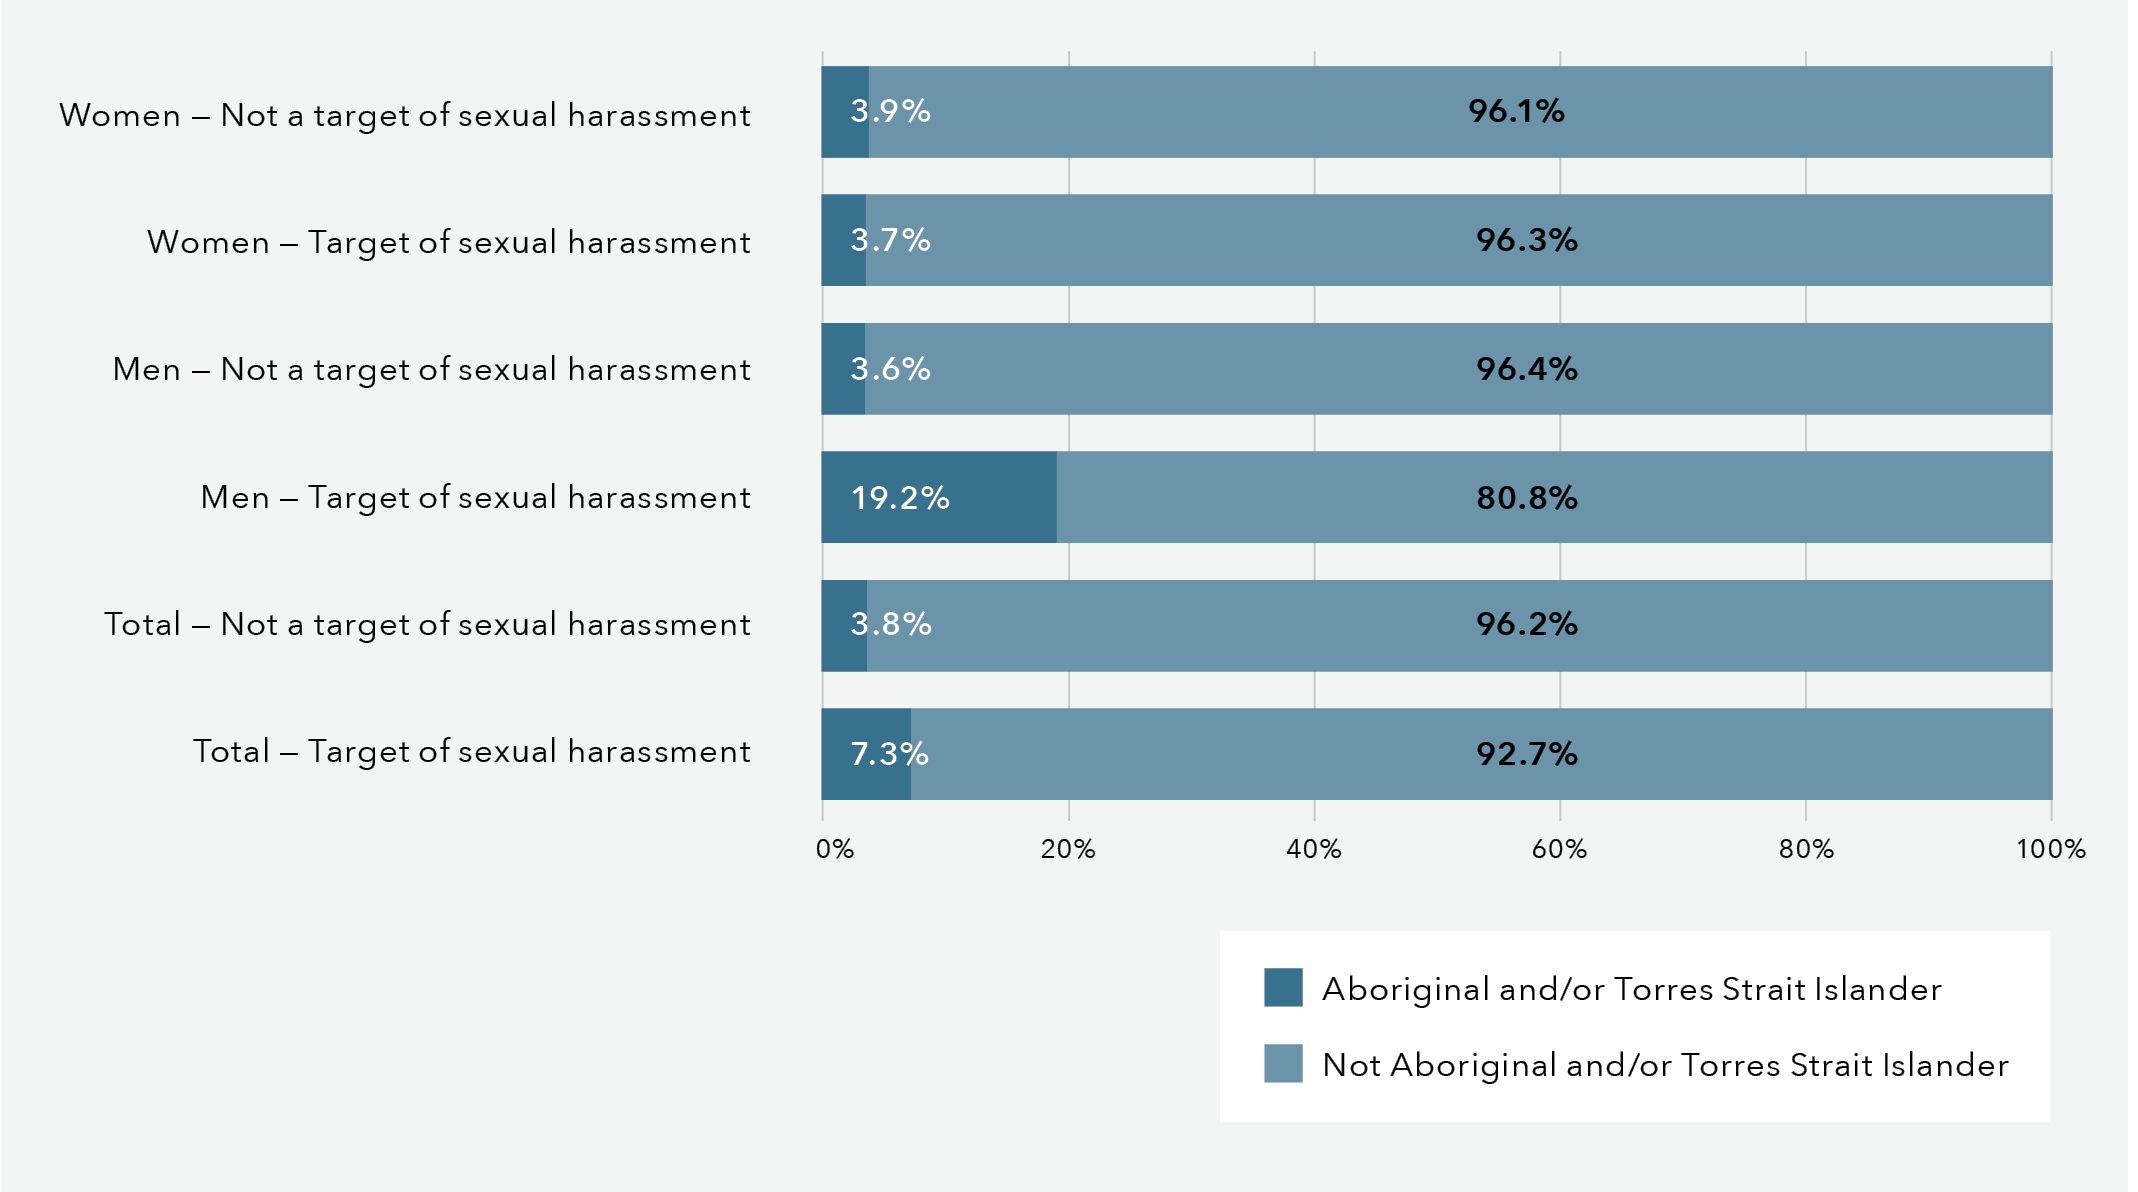 Women – Not a target of sexual harassment 3.9% 96.1%
Women – Target of sexual harassment 3.7% 96.3%
Men – Not a target of sexual harassment 3.6% 96.4%
Men – Target of sexual harassment 19.2% 80.8%
Total – Not a target of sexual harassment 3.8% 96.2%
Total – Target of sexual harassment 7.3% 92.7%
0% 20% 40% 60% 80% 100%
Aboriginal and/or Torres Strait Islander
Not Aboriginal and/or Torres Strait Islander